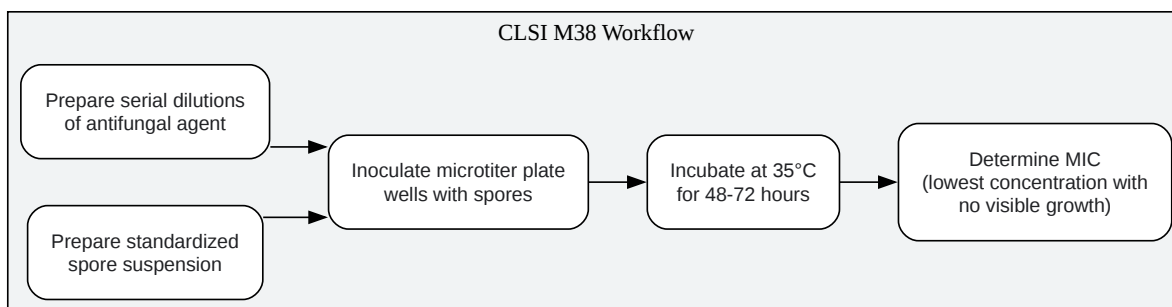 CLSI M38 Workflow
Prepare serial dilutions
of antifungal agent
Prepare standardized
spore suspension
Inoculate microtiter plate
wells with spores
Incubate at 35°C
for 48-72 hours
Determine MIC
(lowest concentration with
no visible growth)